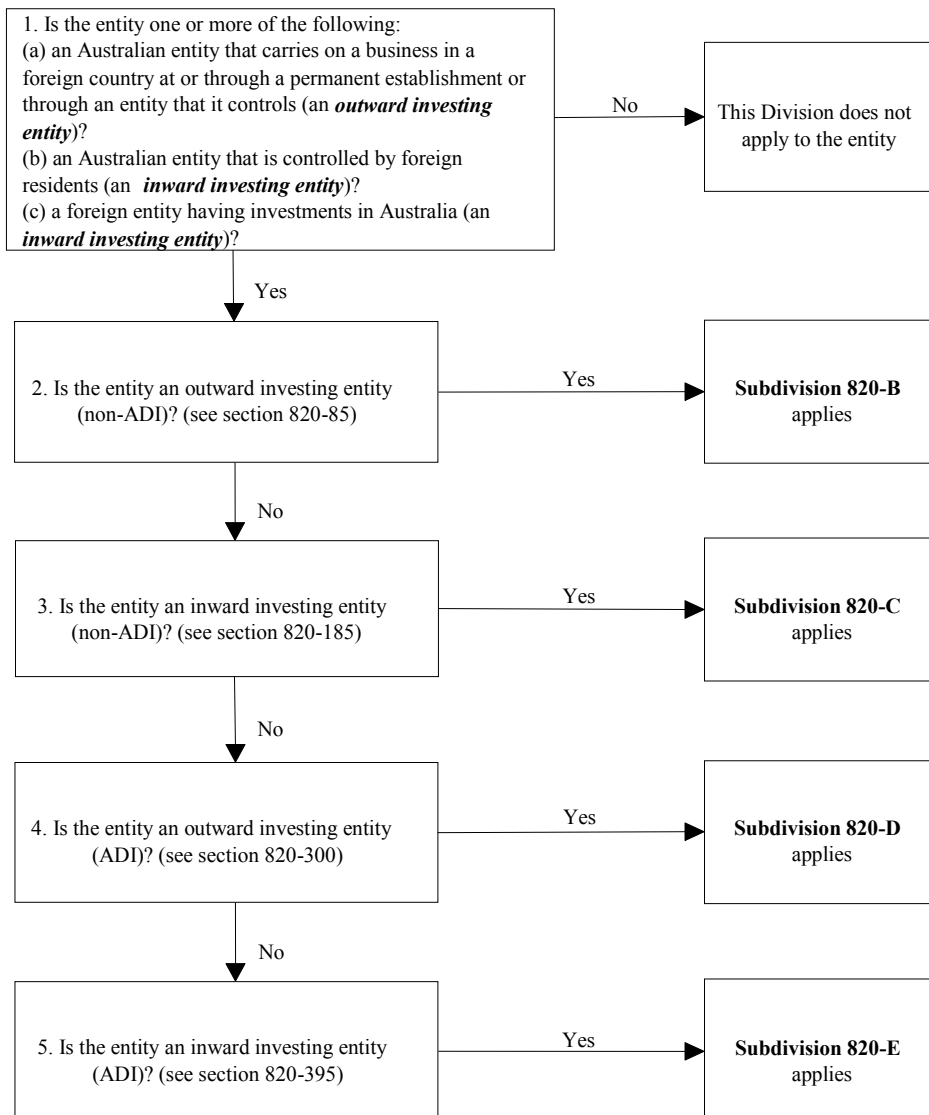 1. Is the entity one or more of the following:
(a) an Australian entity that carries on a business in a
foreign country at or through a permanent establishment or
through an entity that it controls (an outward investing
entity)?
(b) an Australian entity that is controlled by foreign
residents (an inward investing entity)?
(c) a foreign entity having investments in Australia (an
inward investing entity)?
No
This Division does not
apply to the entity
Yes
2. Is the entity an outward investing entity
(non-ADI)? (see section 820-85)
Yes
Subdivision 820-B
applies
No
3. Is the entity an inward investing entity
(non-ADI)? (see section 820-185)
Yes
Subdivision 820-C
applies
No
4. Is the entity an outward investing entity
(ADI)? (see section 820-300)
Yes
Subdivision 820-D
applies
No
5. Is the entity an inward investing entity
(ADI)? (see section 820-395)
Yes
Subdivision 820-E
applies